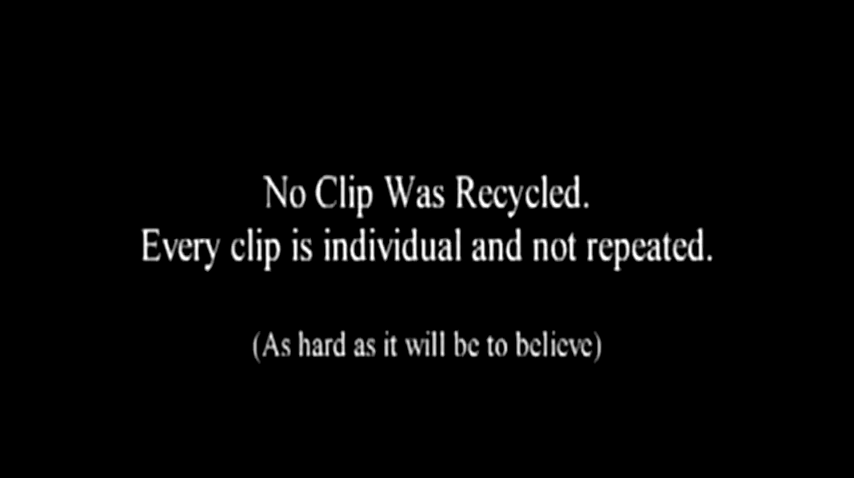 No Clip Was Recycled.
Every clip is individual and not repeated.
(As hard as it will be to believe)